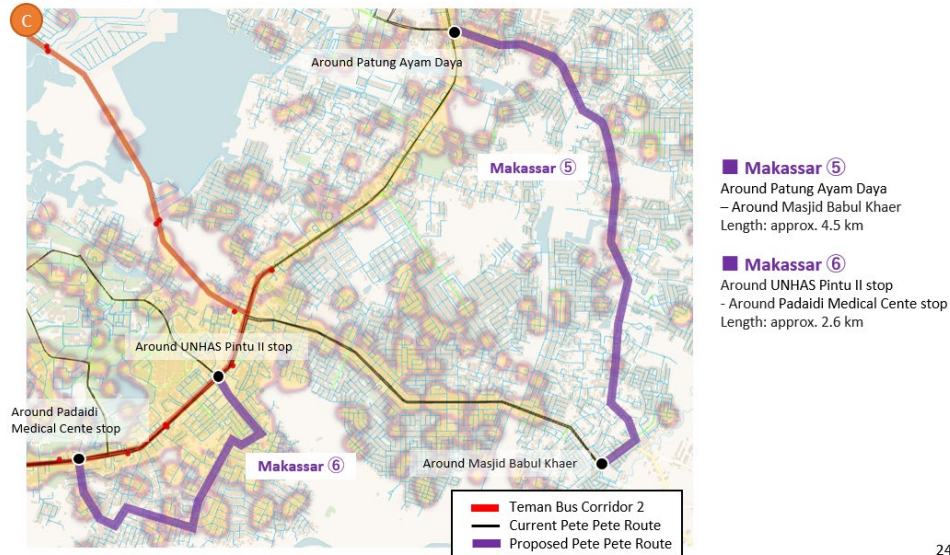 C
Around Patung Ayam Daya
Makassar ⑤
Around UNHAS Pintu II stop
Around Padaidi
Medical Cente stop
Makassar ⑥
Around Masjid Babul Khaer
Teman Bus Corridor 2
Current Pete Pete Route
Proposed Pete Pete Route
Makassar ⑤
Around Patung Ayam Daya
– Around Masjid Babul Khaer
Length: approx. 4.5 km
Makassar ⑥
Around UNHAS Pintu II stop
- Around Padaidi Medical Cente stop
Length: approx. 2.6 km
24